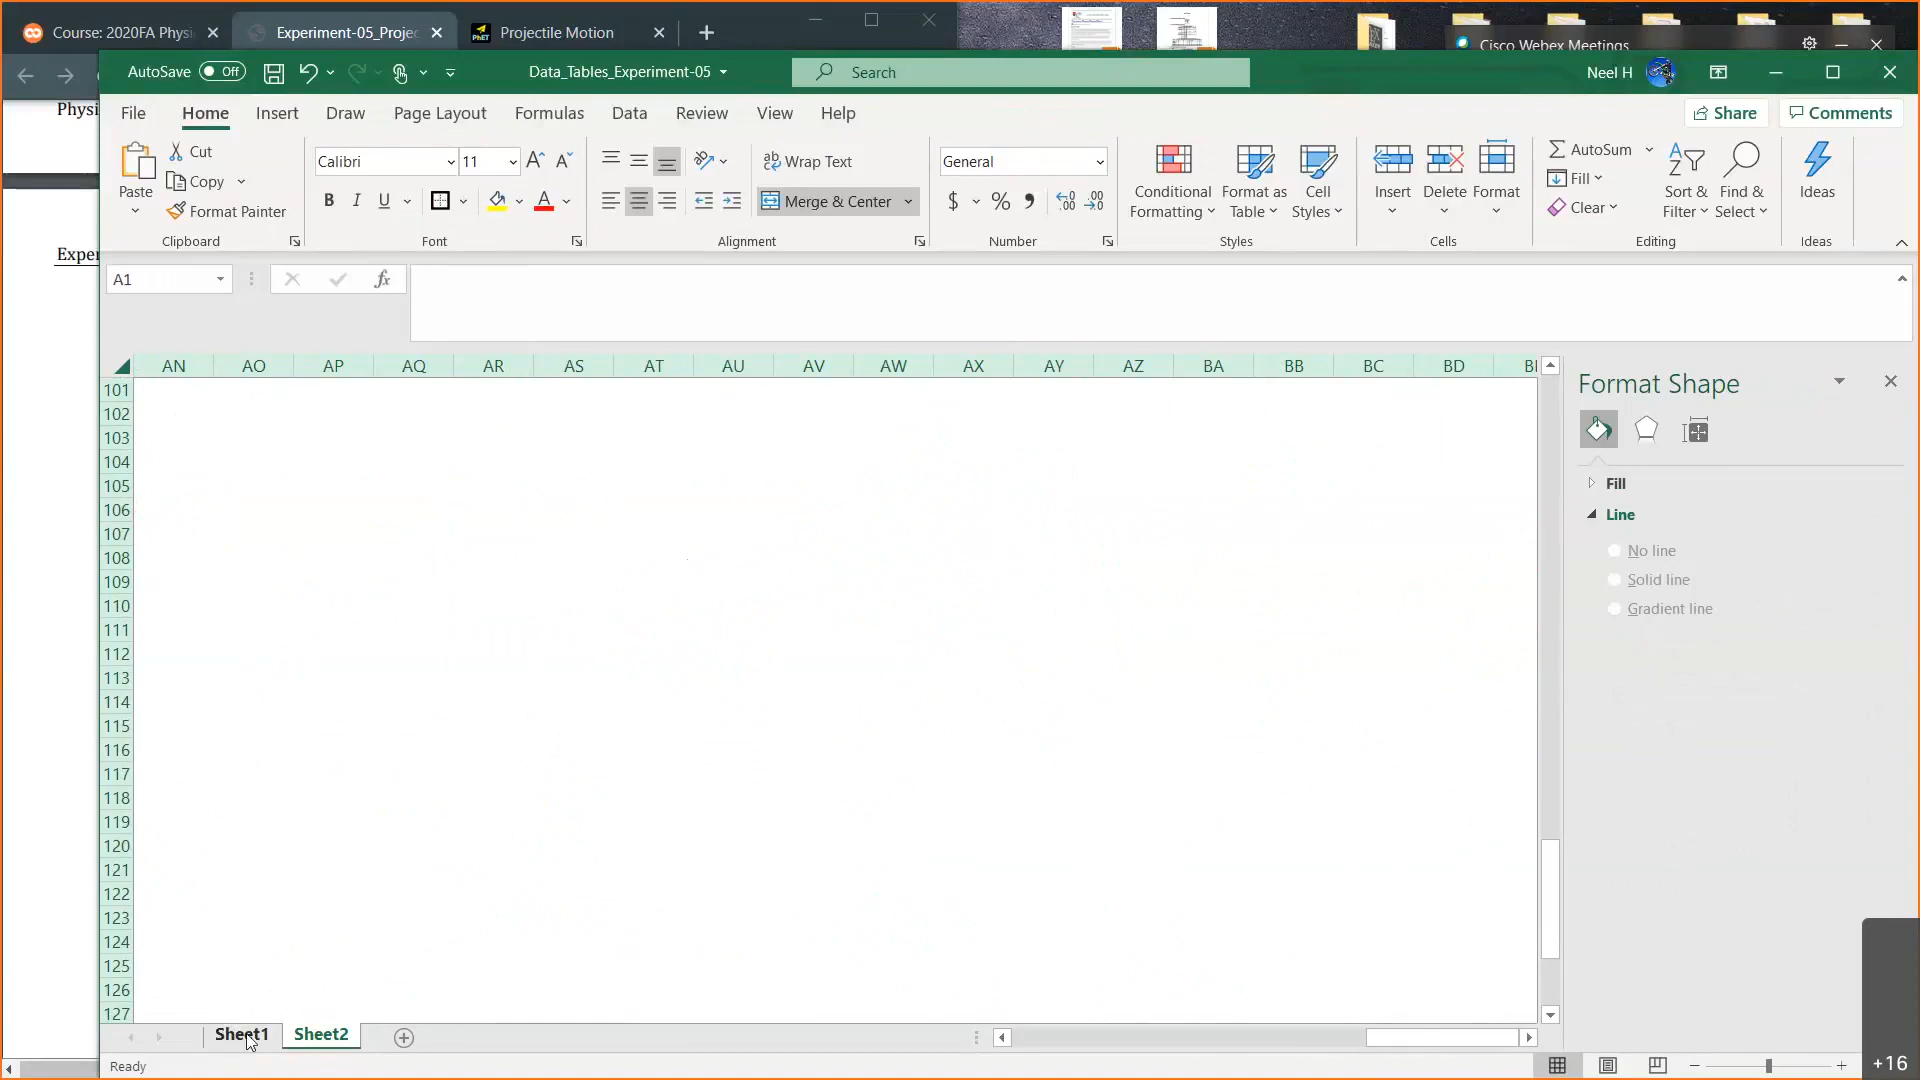 Course: 2020FA Physi
Experiment-05_Projec
PhET
Projectile Motion
Cisco Webex Meetings
AutoSave
Off
Data_Tables_Experiment-05
Search
Neel H
Physi
Exper
File
Home
Insert
Draw
Page Layout
Formulas
Data
Review
View
Help
Share
Comments
Paste
Cut
Copy
Format Painter
Clipboard
Calibri
11
B I U
Font
ab Wrap Text
Merge & Center
Alignment
General
$ % ,
Number
Conditional Formatting
Format as Table
Cell Styles
Styles
Insert
Delete
Format
Cells
AutoSum
Fill
Clear
Sort & Filter
Find & Select
Editing
Ideas
Ideas
A1
fx
AN AO AP AQ AR AS AT AU AV AW AX AY AZ BA BB BC BD
101
102
103
104
105
106
107
108
109
110
111
112
113
114
115
116
117
118
119
120
121
122
123
124
125
126
127
Format Shape
Fill
Line
No line
Solid line
Gradient line
Sheet1
Sheet2
Ready
+16